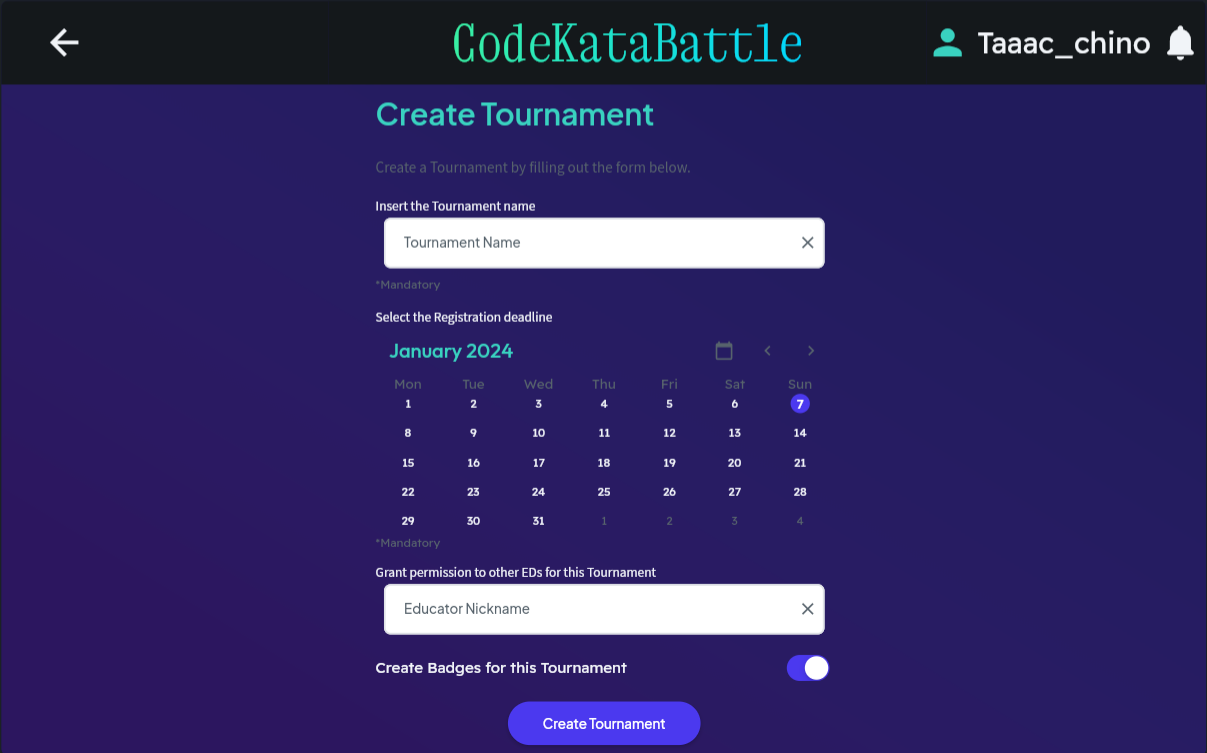 CodeKataBattle
Taaac_chino
Create Tournament
Create a Tournament by filling out the form below.
Insert the Tournament name
Tournament Name
*Mandatory
Select the Registration deadline
January 2024
Mon Tue Wed Thu Fri Sat Sun
1 2 3 4 5 6 7
8 9 10 11 12 13 14
15 16 17 18 19 20 21
22 23 24 25 26 27 28
29 30 31 1 2 3 4
*Mandatory
Grant permission to other EDs for this Tournament
Educator Nickname
Create Badges for this Tournament
Create Tournament